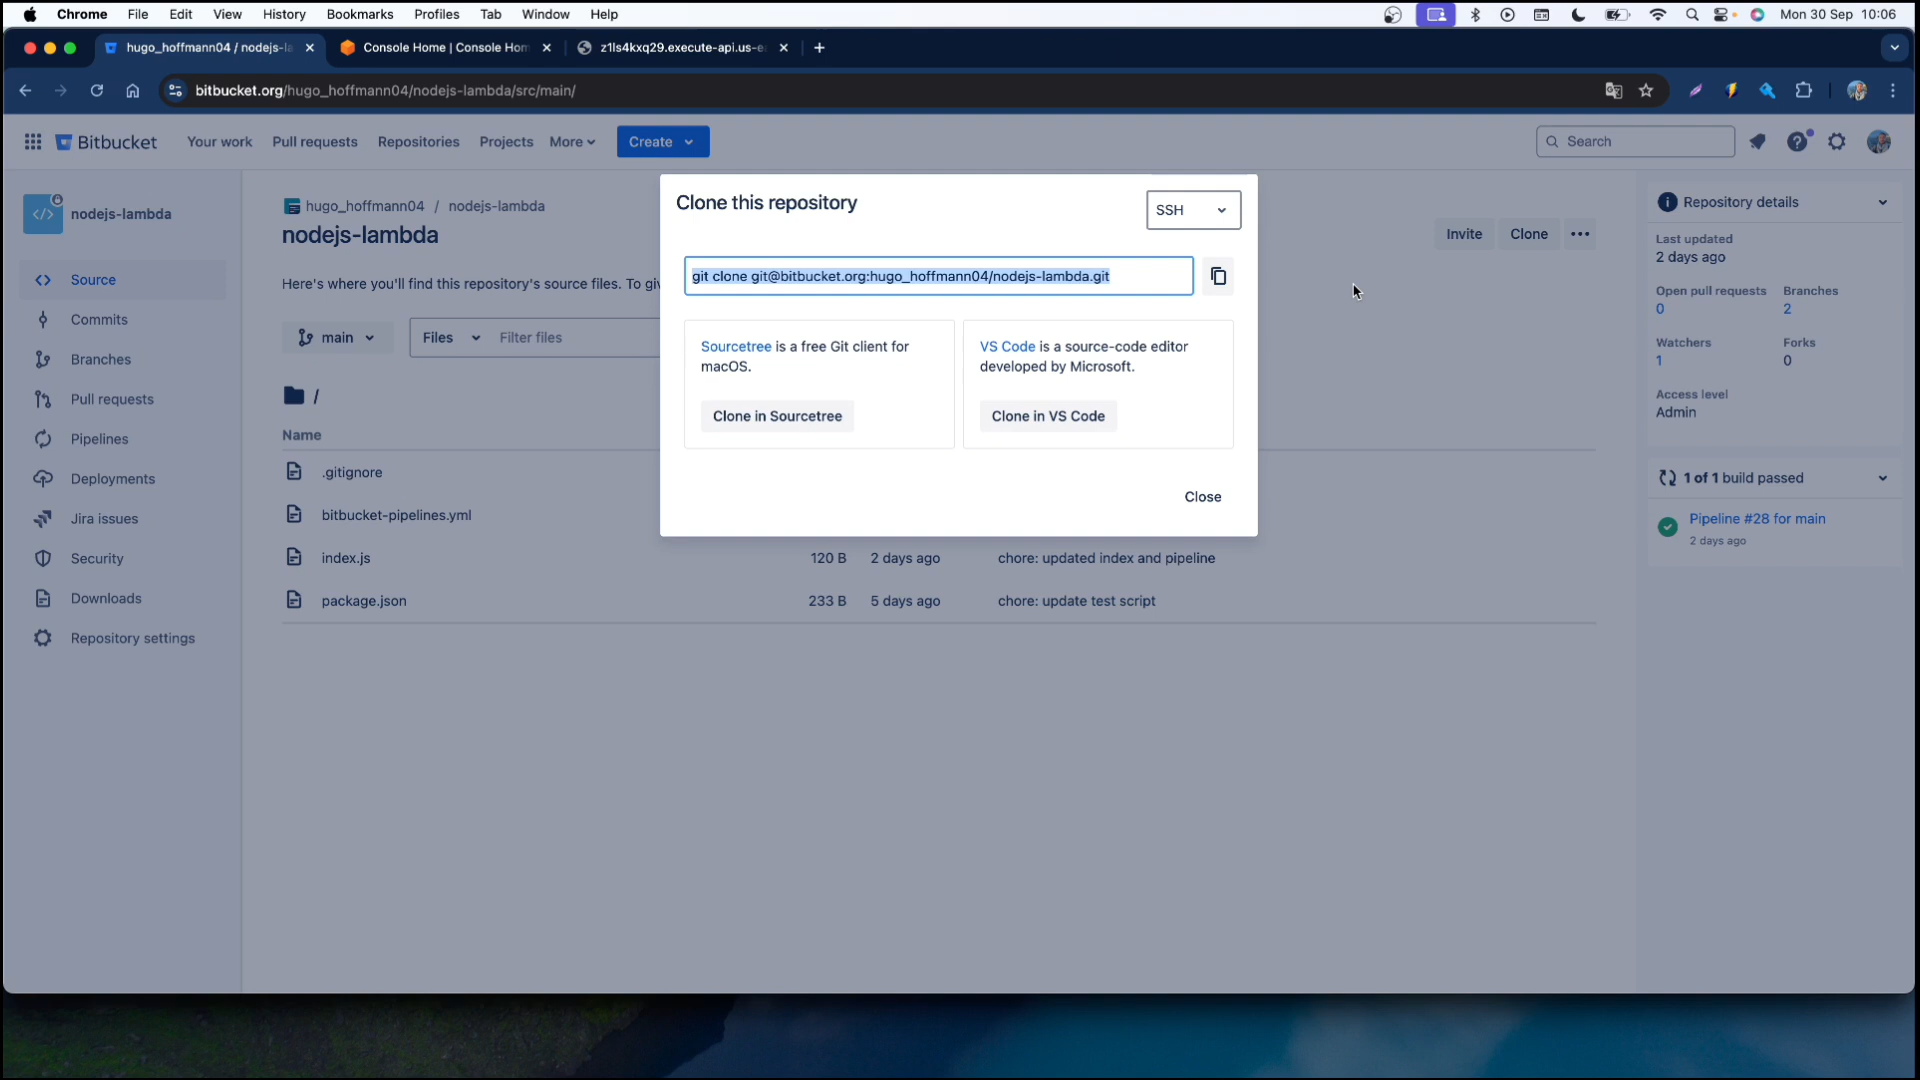 Chrome File Edit View History Bookmarks Profiles Tab Window Help Mon 30 Sep 10:06
hugo_hoffmann04 / nodejs-la Console Home | Console Hom z1ls4kxq29.execute-api.us-e
bitbucket.org/hugo_hoffmann04/nodejs-lambda/src/main/
Bitbucket Your work Pull requests Repositories Projects More Create Search
nodejs-lambda
Source
Commits
Branches
Pull requests
Pipelines
Deployments
Jira issues
Security
Downloads
Repository settings
hugo_hoffmann04 / nodejs-lambda
nodejs-lambda
Invite Clone
Here's where you'll find this repository's source files. To giv
main Files Filter files
/
Name
.gitignore
bitbucket-pipelines.yml
index.js 120 B 2 days ago chore: updated index and pipeline
package.json 233 B 5 days ago chore: update test script
Clone this repository
SSH
git clone git@bitbucket.org:hugo_hoffmann04/nodejs-lambda.git
Sourcetree is a free Git client for
macOS.
Clone in Sourcetree
VS Code is a source-code editor
developed by Microsoft.
Clone in VS Code
Close
Repository details
Last updated
2 days ago
Open pull requests Branches
0 2
Watchers Forks
1 0
Access level
Admin
1 of 1 build passed
Pipeline #28 for main
2 days ago